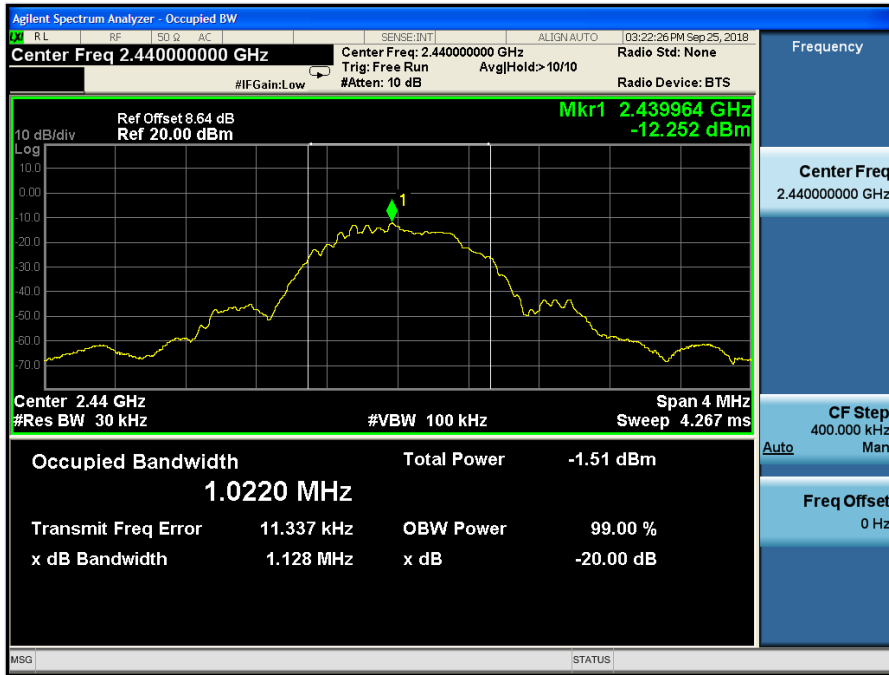 Agilent Spectrum Analyzer - Occupied BW
LXI RL RF 50 Ω AC SENSE:INT ALIGN AUTO 03:22:26 PM Sep 25, 2018
Center Freq 2.440000000 GHz
Center Freq: 2.440000000 GHz Radio Std: None
Trig: Free Run Avg|Hold:>10/10
#IFGain:Low #Atten: 10 dB Radio Device: BTS
Mkr1 2.439964 GHz
-12.252 dBm
Ref Offset 8.64 dB
10 dB/div Ref 20.00 dBm
Log
10.0
0.00
-10.0
-20.0
-30.0
-40.0
-50.0
-60.0
-70.0
1
Center 2.44 GHz Span 4 MHz
#Res BW 30 kHz #VBW 100 kHz Sweep 4.267 ms
Occupied Bandwidth Total Power -1.51 dBm
1.0220 MHz
Transmit Freq Error 11.337 kHz OBW Power 99.00 %
x dB Bandwidth 1.128 MHz x dB -20.00 dB
Frequency
Center Freq
2.440000000 GHz
CF Step
400.000 kHz
Auto Man
Freq Offset
0 Hz
MSG STATUS